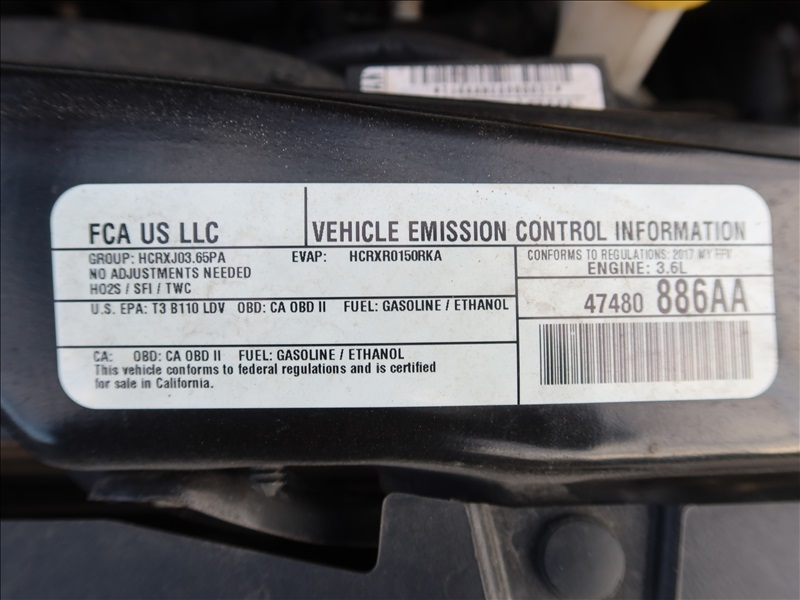 FCA US LLC
VEHICLE EMISSION CONTROL INFORMATION
GROUP: HCRXJ03.65PA EVAP: HCRXR0150RKA
NO ADJUSTMENTS NEEDED
HO2S / SFI / TWC
CONFORMS TO REGULATIONS: 2017 MY FFV
ENGINE: 3.6L
U.S. EPA: T3 B110 LDV OBD: CA OBD II FUEL: GASOLINE / ETHANOL
47480 886AA
CA: OBD: CA OBD II FUEL: GASOLINE / ETHANOL
This vehicle conforms to federal regulations and is certified
for sale in California.